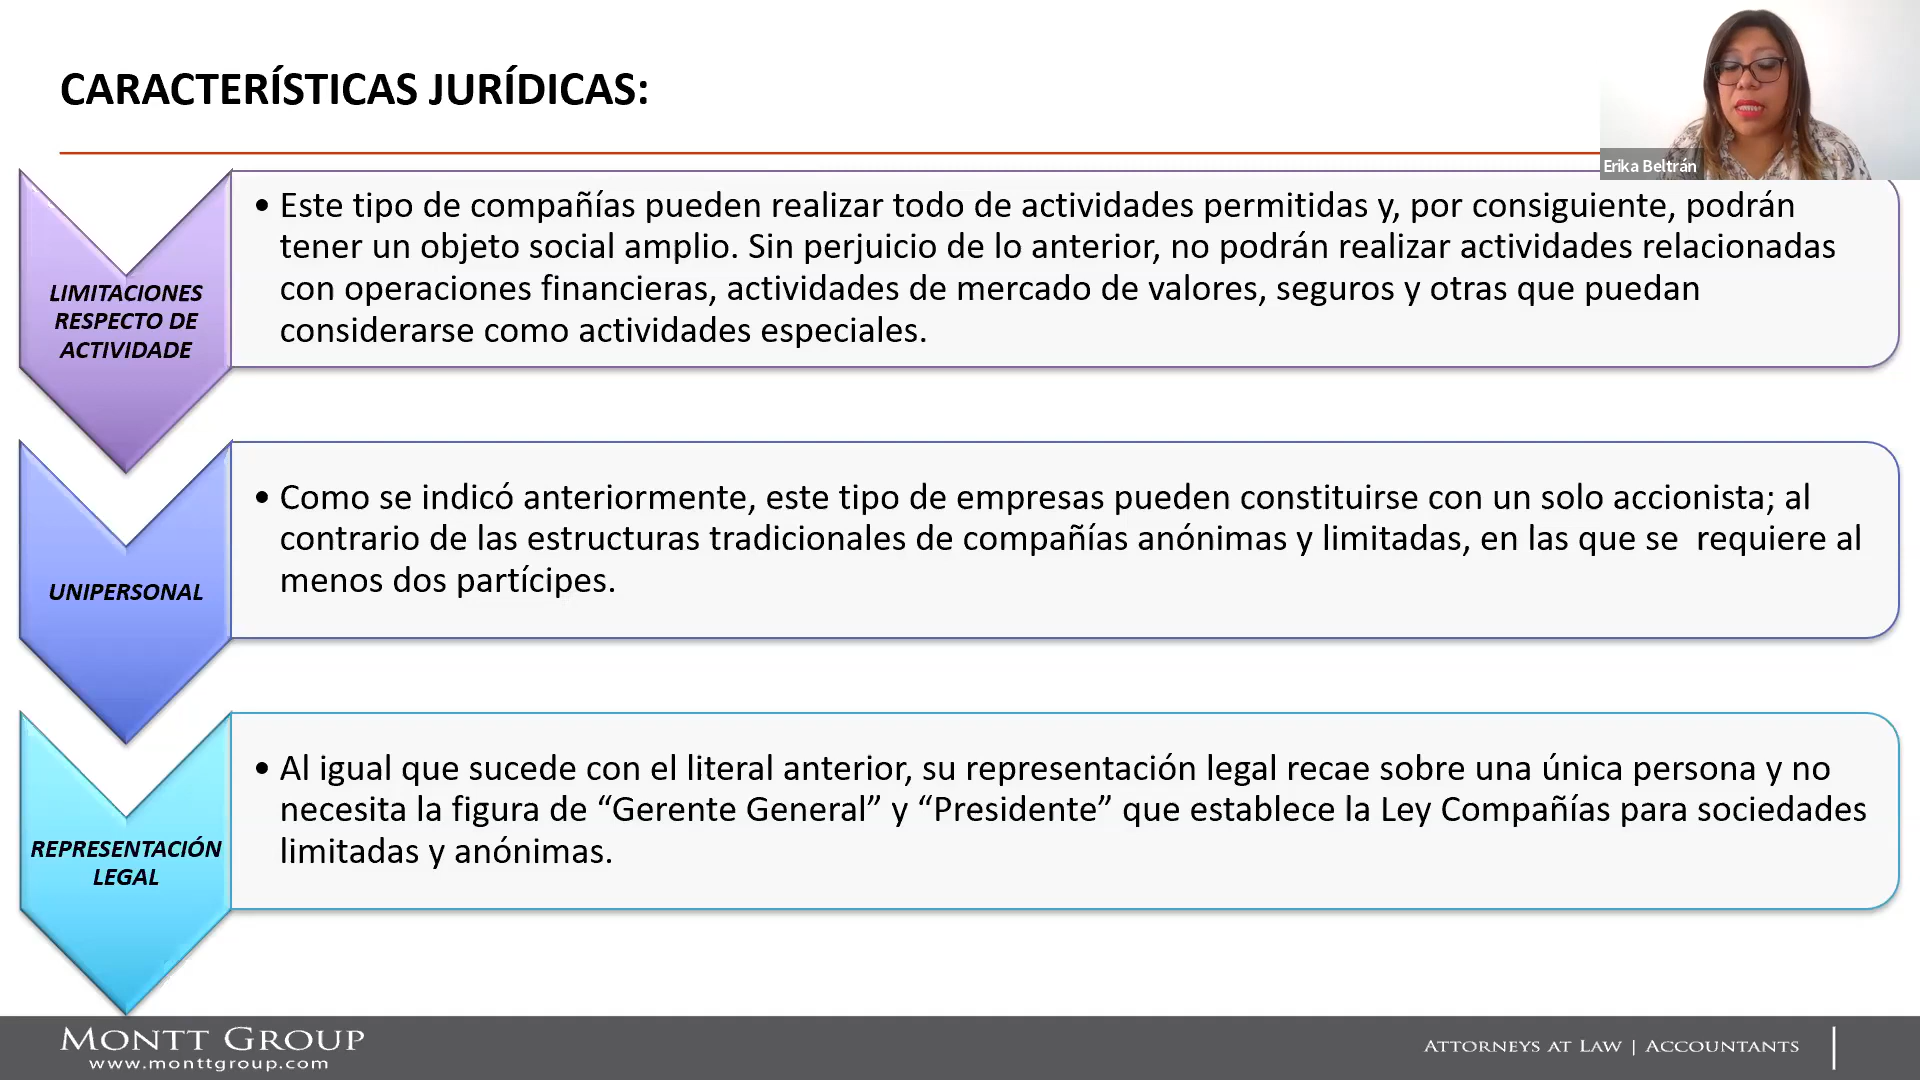 CARACTERÍSTICAS JURÍDICAS:
Erika Beltrán
LIMITACIONES
RESPECTO DE
ACTIVIDADE
• Este tipo de compañías pueden realizar todo de actividades permitidas y, por consiguiente, podrán
tener un objeto social amplio. Sin perjuicio de lo anterior, no podrán realizar actividades relacionadas
con operaciones financieras, actividades de mercado de valores, seguros y otras que puedan
considerarse como actividades especiales.
UNIPERSONAL
• Como se indicó anteriormente, este tipo de empresas pueden constituirse con un solo accionista; al
contrario de las estructuras tradicionales de compañías anónimas y limitadas, en las que se requiere al
menos dos partícipes.
REPRESENTACIÓN
LEGAL
• Al igual que sucede con el literal anterior, su representación legal recae sobre una única persona y no
necesita la figura de “Gerente General” y “Presidente” que establece la Ley Compañías para sociedades
limitadas y anónimas.
MONTT GROUP
www.monttgroup.com
ATTORNEYS AT LAW | ACCOUNTANTS